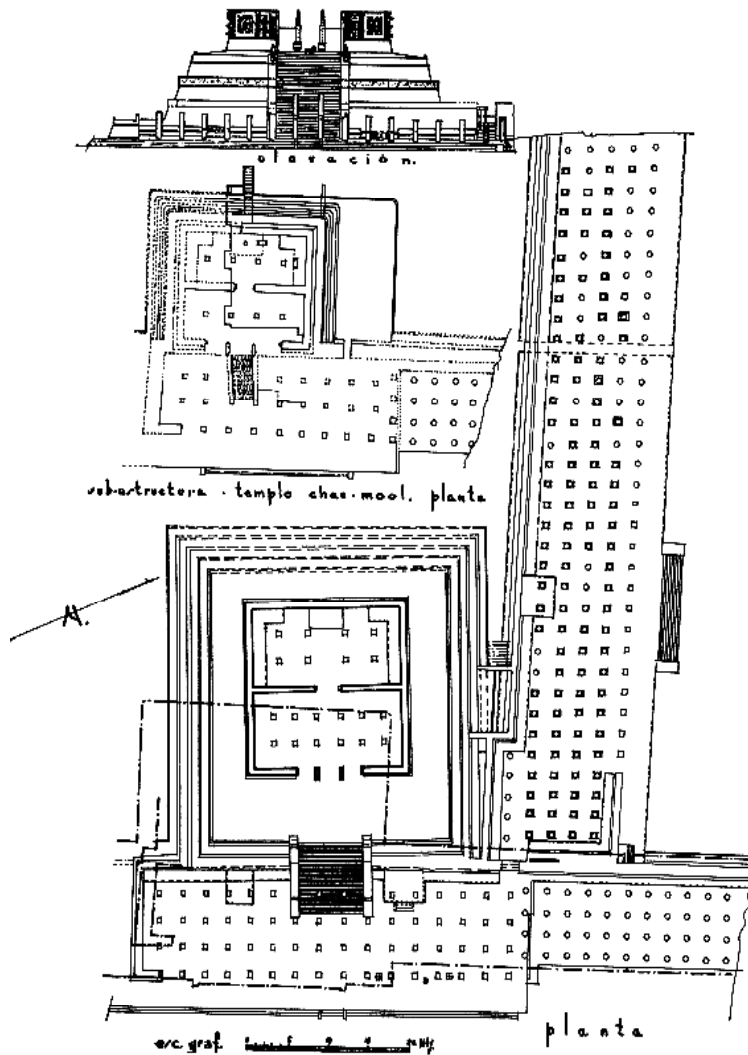 elevación.
subestructura . templo chac-mool. planta
N.
planta
esc. graf.